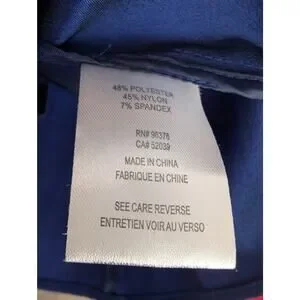 48% POLYESTER
45% NYLON
7% SPANDEX
RN# 96376
CA# 52039
MADE IN CHINA
FABRIQUE EN CHINE
SEE CARE REVERSE
ENTRETIEN VOIR AU VERSO